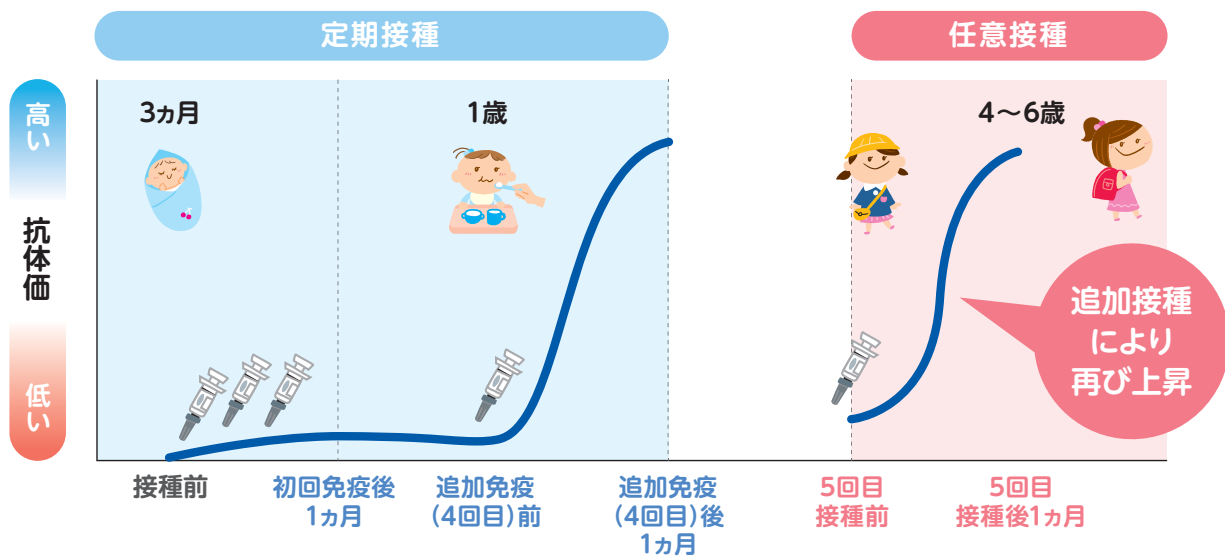 定期接種
任意接種
高い
抗体価
低い
3ヵ月
1歳
4〜6歳
追加接種
により
再び上昇
接種前
初回免疫後
1ヵ月
追加免疫
(4回目)前
追加免疫
(4回目)後
1ヵ月
5回目
接種前
5回目
接種後1ヵ月